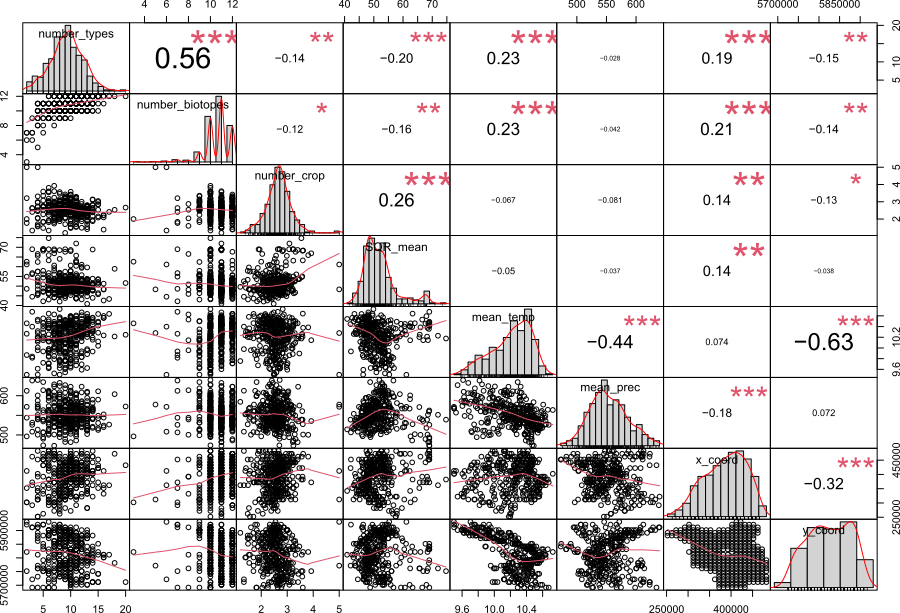 4 6 8 10 12 40 50 60 70 500 550 600 5700000 5850000
number_types *** ** *** *** *** **
0.56 −0.14 −0.20 0.23 −0.028 0.19 −0.15
5 10 20
number_biotopes * ** *** *** **
−0.12 −0.16 0.23 −0.042 0.21 −0.14
4 8 12
number_crop *** ** *
0.26 −0.067 −0.081 0.14 −0.13
2 3 4 5
SQR_mean **
−0.05 −0.037 0.14 −0.038
40 55 70
mean_temp *** ***
−0.44 0.074 −0.63
9.6 10.2
mean_prec ***
−0.18 0.072
500 600
x_coord ***
−0.32
250000 450000
y_coord
5700000 5900000
5 10 15 20 2 3 4 5 9.6 10.0 10.4 250000 400000